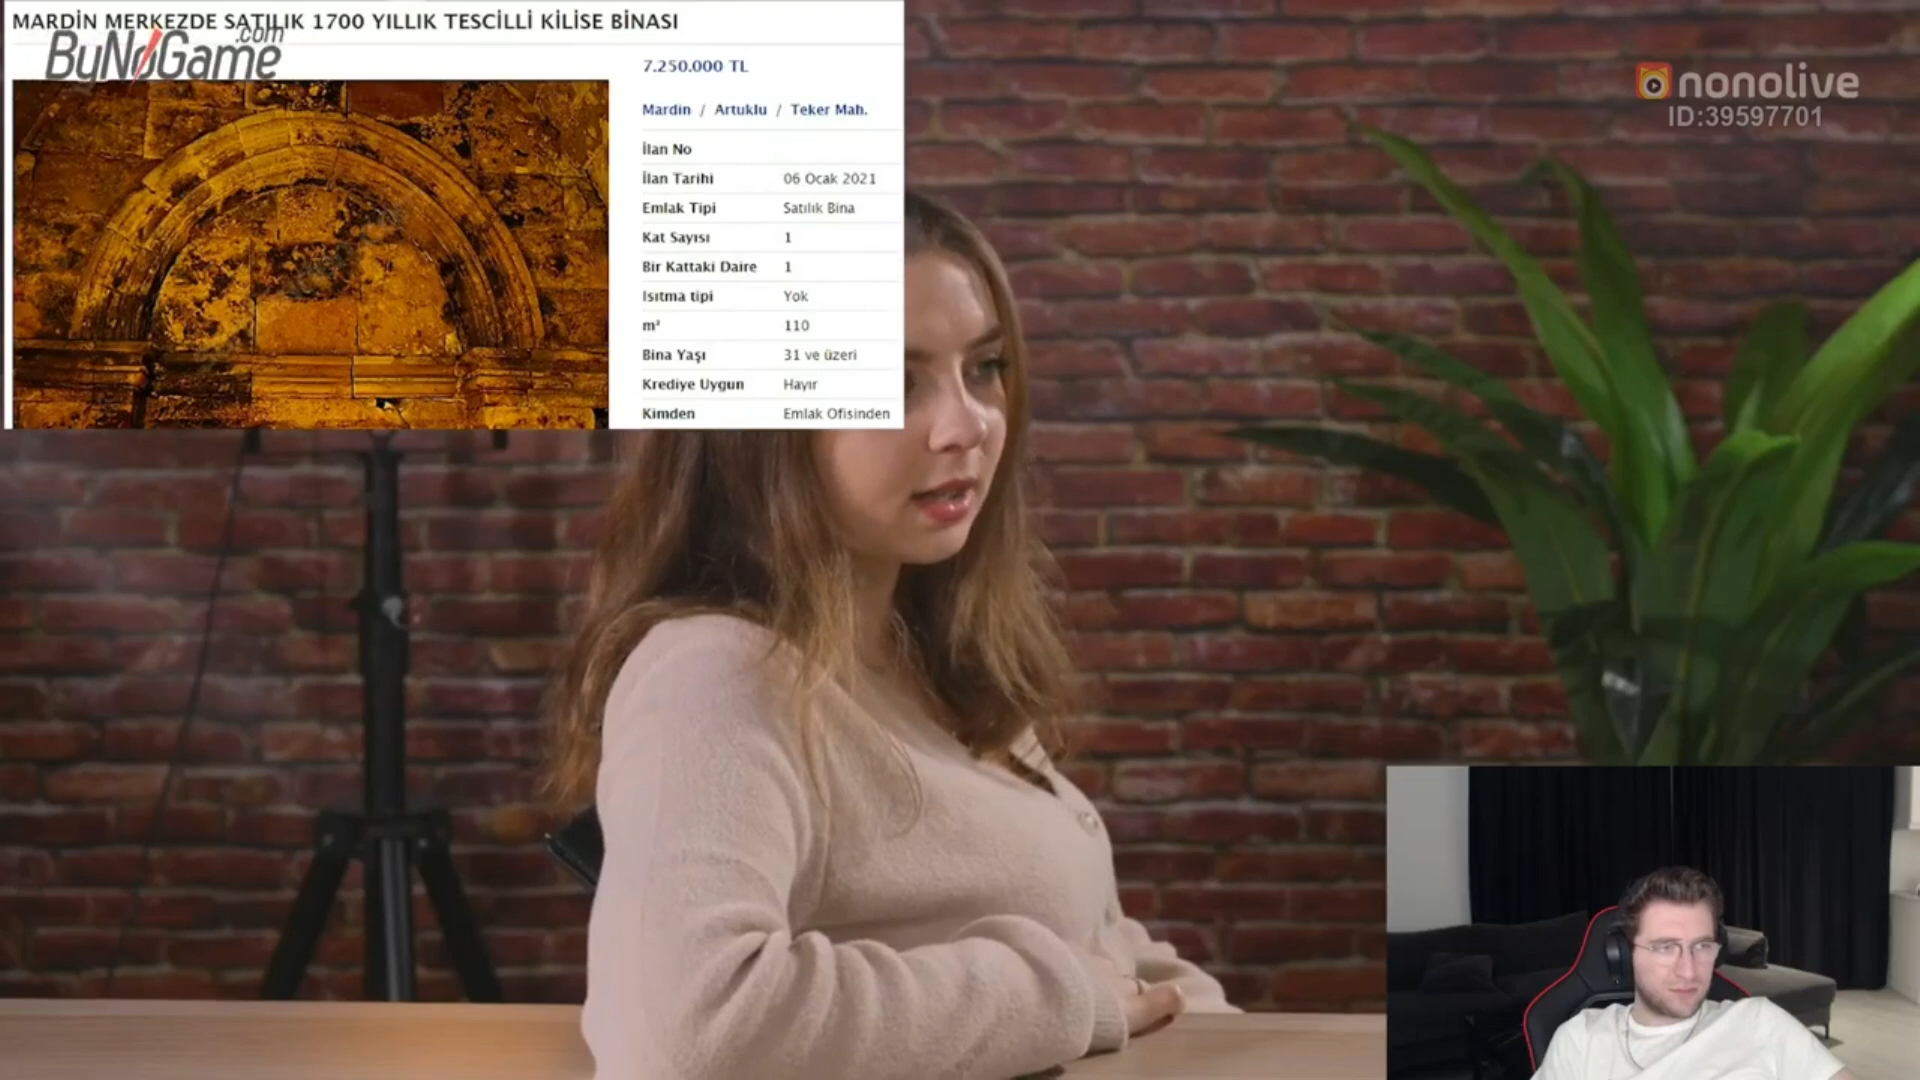 MARDİN MERKEZDE SATILIK 1700 YILLIK TESCİLLİ KİLİSE BİNASI
ByNoGame.com
7.250.000 TL
Mardin / Artuklu / Teker Mah.
İlan No
İlan Tarihi 06 Ocak 2021
Emlak Tipi Satılık Bina
Kat Sayısı 1
Bir Kattaki Daire 1
Isıtma tipi Yok
m² 110
Bina Yaşı 31 ve üzeri
Krediye Uygun Hayır
Kimden Emlak Ofisinden
nonolive
ID:39597701